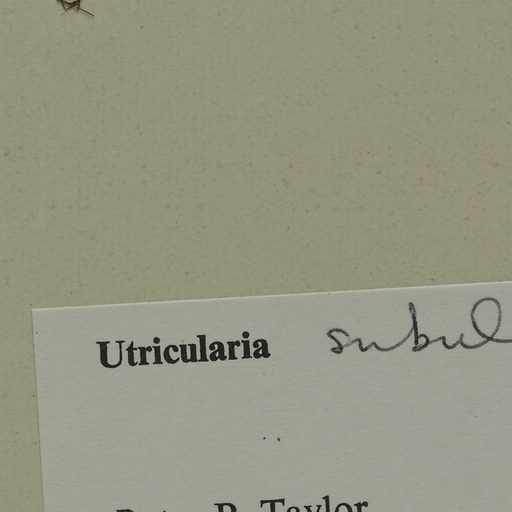 Utricularia subul
Peter P. Taylor